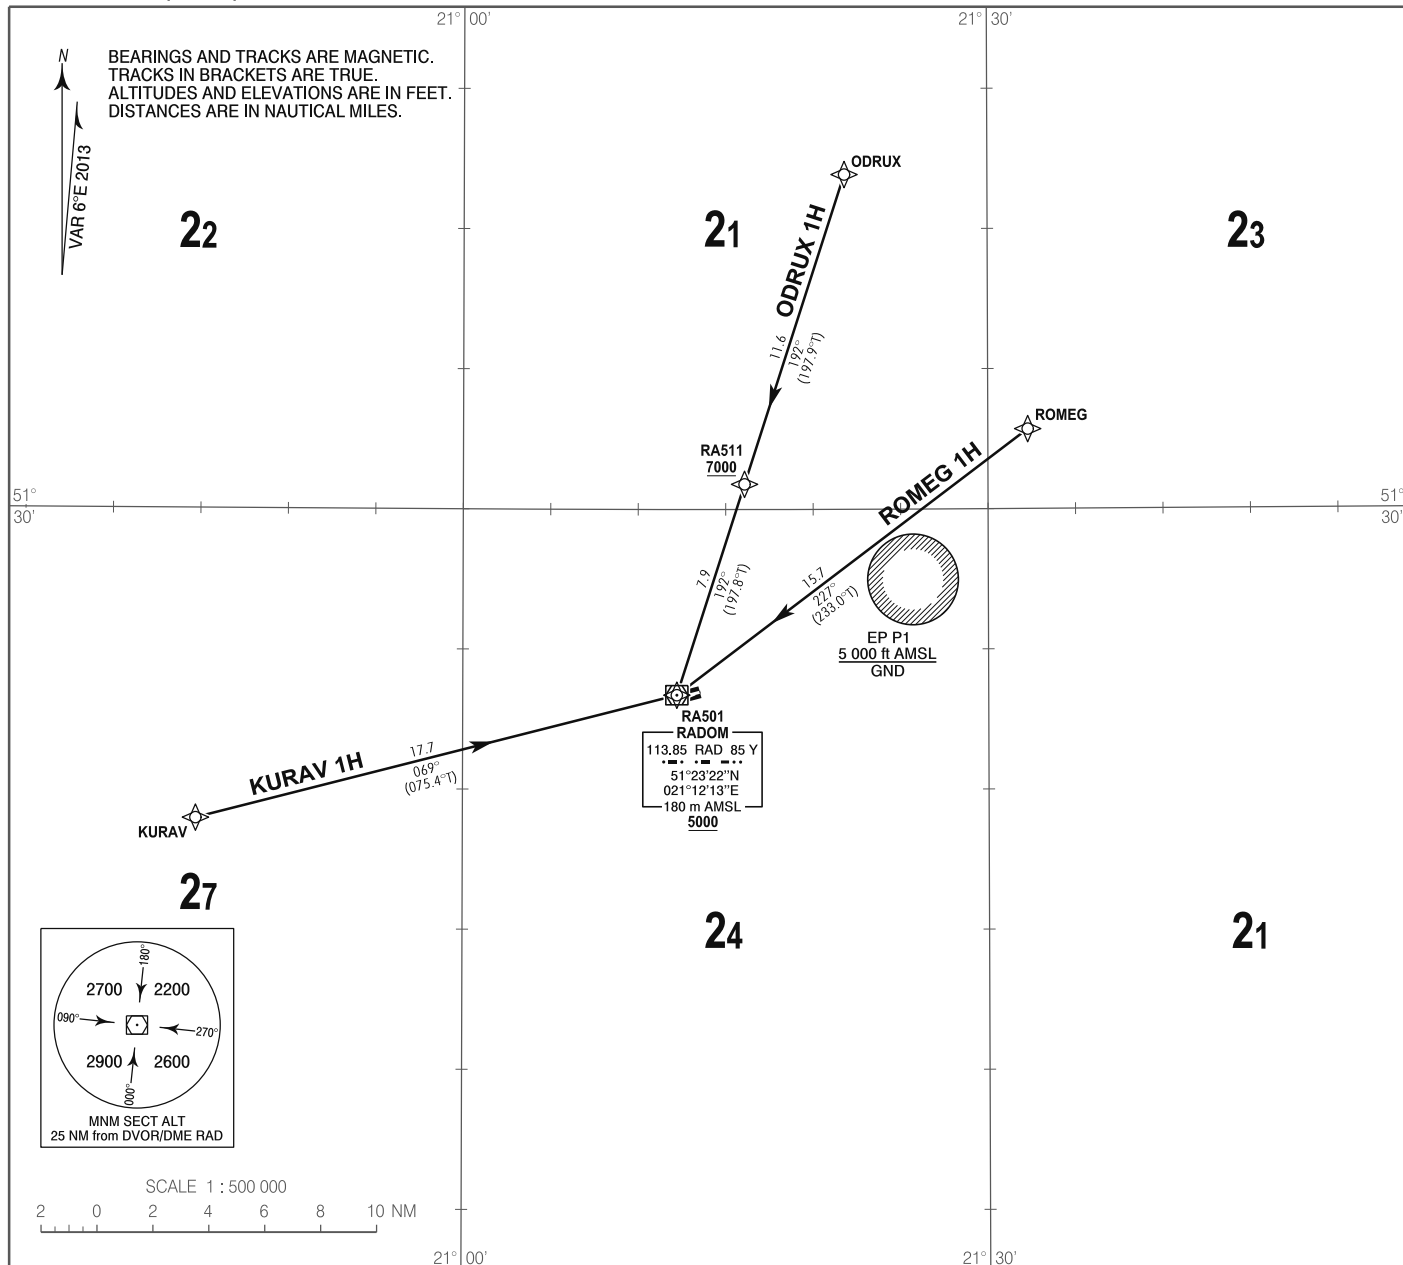 21° 00'
21° 30'
N
VAR 6°E 2013
BEARINGS AND TRACKS ARE MAGNETIC.
TRACKS IN BRACKETS ARE TRUE.
ALTITUDES AND ELEVATIONS ARE IN FEET.
DISTANCES ARE IN NAUTICAL MILES.
22
21
23
ODRUX
ODRUX 1H
11.6
192°
(197.9°T)
ROMEG
ROMEG 1H
RA511
7000
51°
30'
51°
30'
7.9
192°
(197.8°T)
15.7
227°
(233.0°T)
EP P1
5 000 ft AMSL
GND
RA501
RADOM
113.85 RAD 85 Y
51°23'22"N
021°12'13"E
180 m AMSL
5000
KURAV 1H
17.7
069°
(075.4°T)
KURAV
27
24
21
180°
2700
2200
090°
270°
2900
2600
000°
MNM SECT ALT
25 NM from DVOR/DME RAD
SCALE 1 : 500 000
2 0 2 4 6 8 10 NM
21° 00'
21° 30'